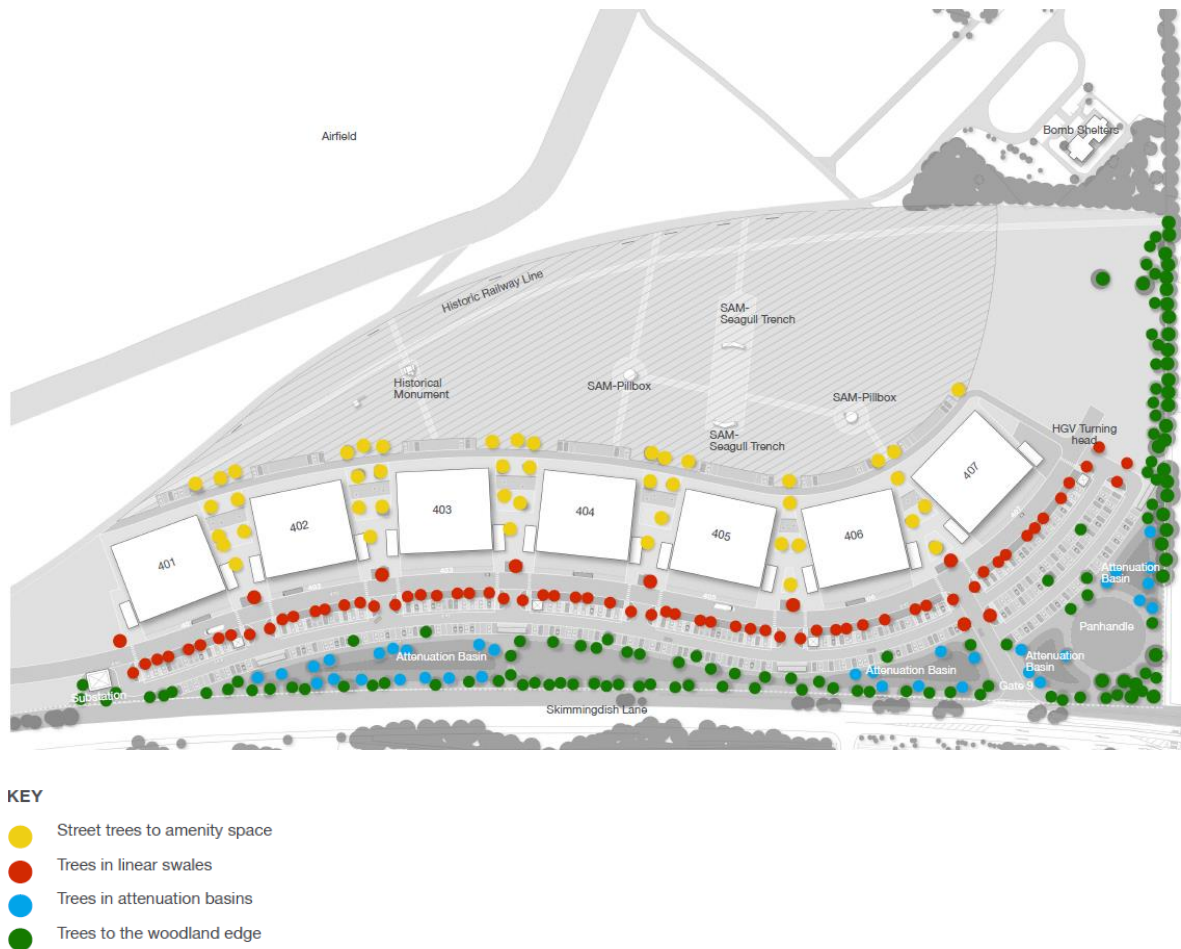 Airfield
Bomb Shelters
Historic Railway Line
SAM-
Seagull Trench
Historical
Monument
SAM-Pillbox
SAM-Pillbox
SAM-
Seagull Trench
HGV Turning
head
401
402
403
404
405
406
407
Attenuation
Basin
Panhandle
Attenuation Basin
Attenuation Basin
Attenuation
Basin
Substation
Gate 9
Skimmingdish Lane
KEY
Street trees to amenity space
Trees in linear swales
Trees in attenuation basins
Trees to the woodland edge